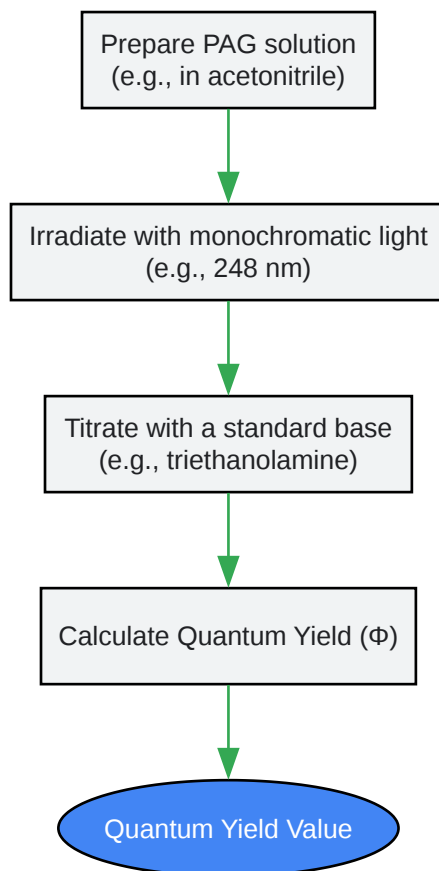 Prepare PAG solution
(e.g., in acetonitrile)
Irradiate with monochromatic light
(e.g., 248 nm)
Titrate with a standard base
(e.g., triethanolamine)
Calculate Quantum Yield (Φ)
Quantum Yield Value